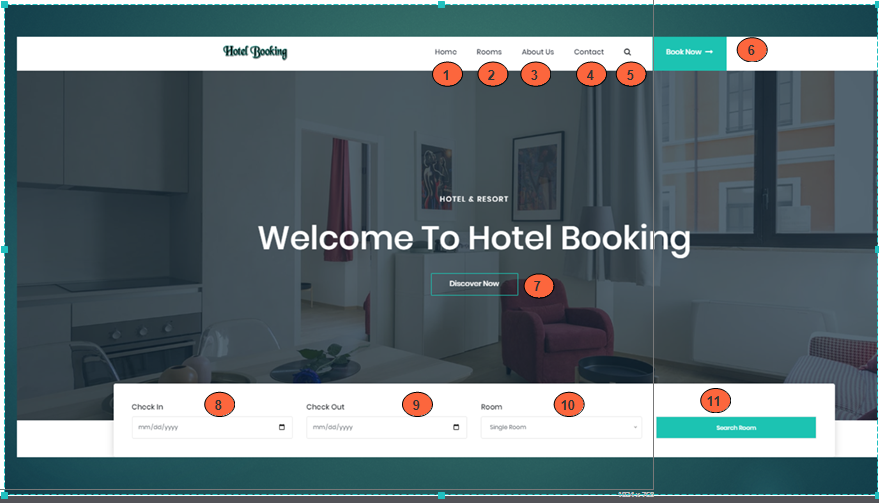 Hotel Booking
Home Rooms About Us Contact Book Now
6
1 2 3 4 5
HOTEL & RESORT
Welcome To Hotel Booking
Discover Now
7
8 9 10 11
Check In Check Out Room
mm/dd/yyyy mm/dd/yyyy Single Room Search Room